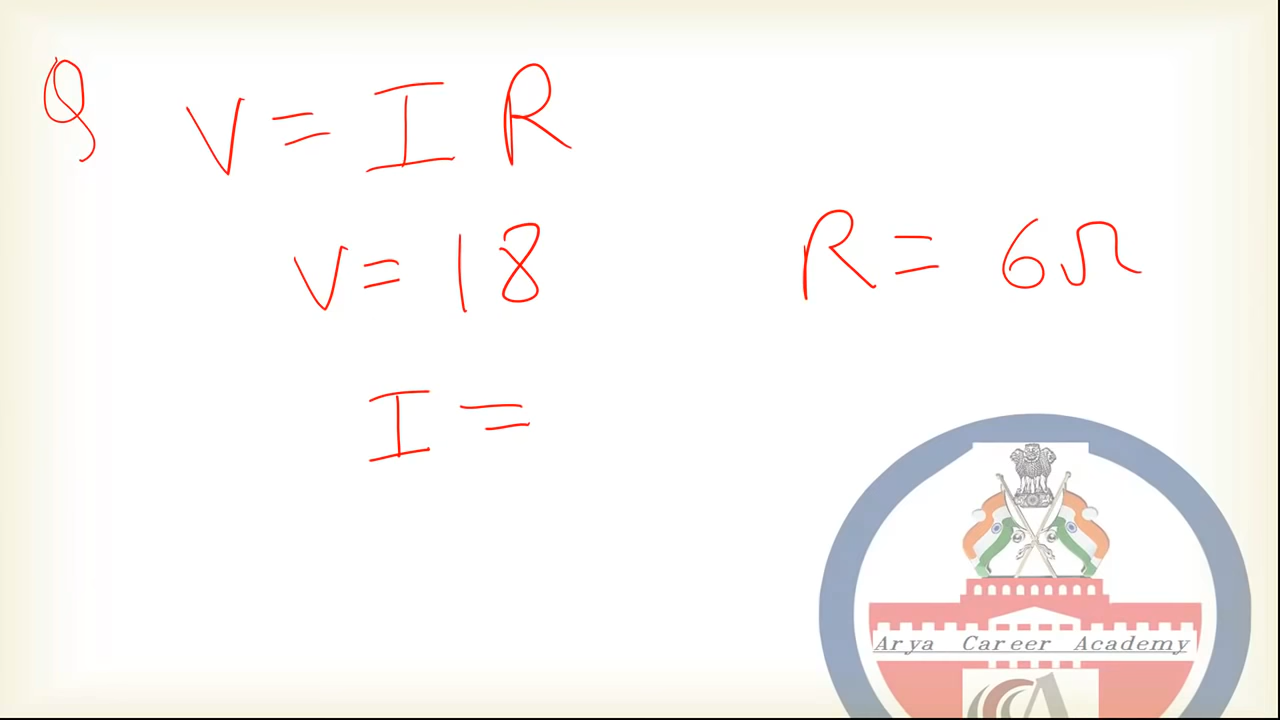 Q V = I R
V = 18 R = 6Ω
I =
Arya Career Academy